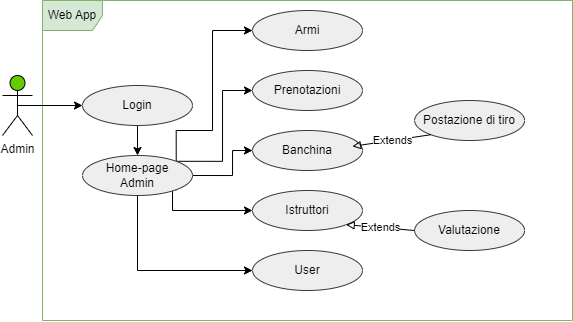 Web App
Armi
Prenotazioni
Login
Postazione di tiro
Extends
Admin
Banchina
Home-page
Admin
Istruttori
Extends
Valutazione
User